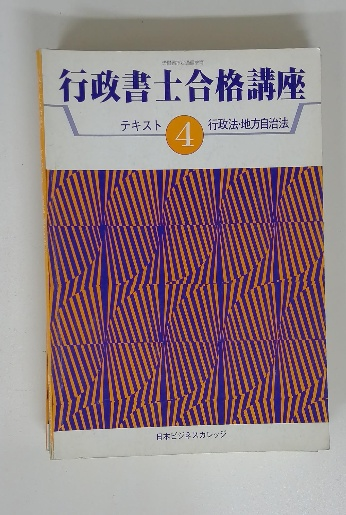 行政書士合格講座
テキスト 4 行政法・地方自治法
日本ビジネスカレッジ